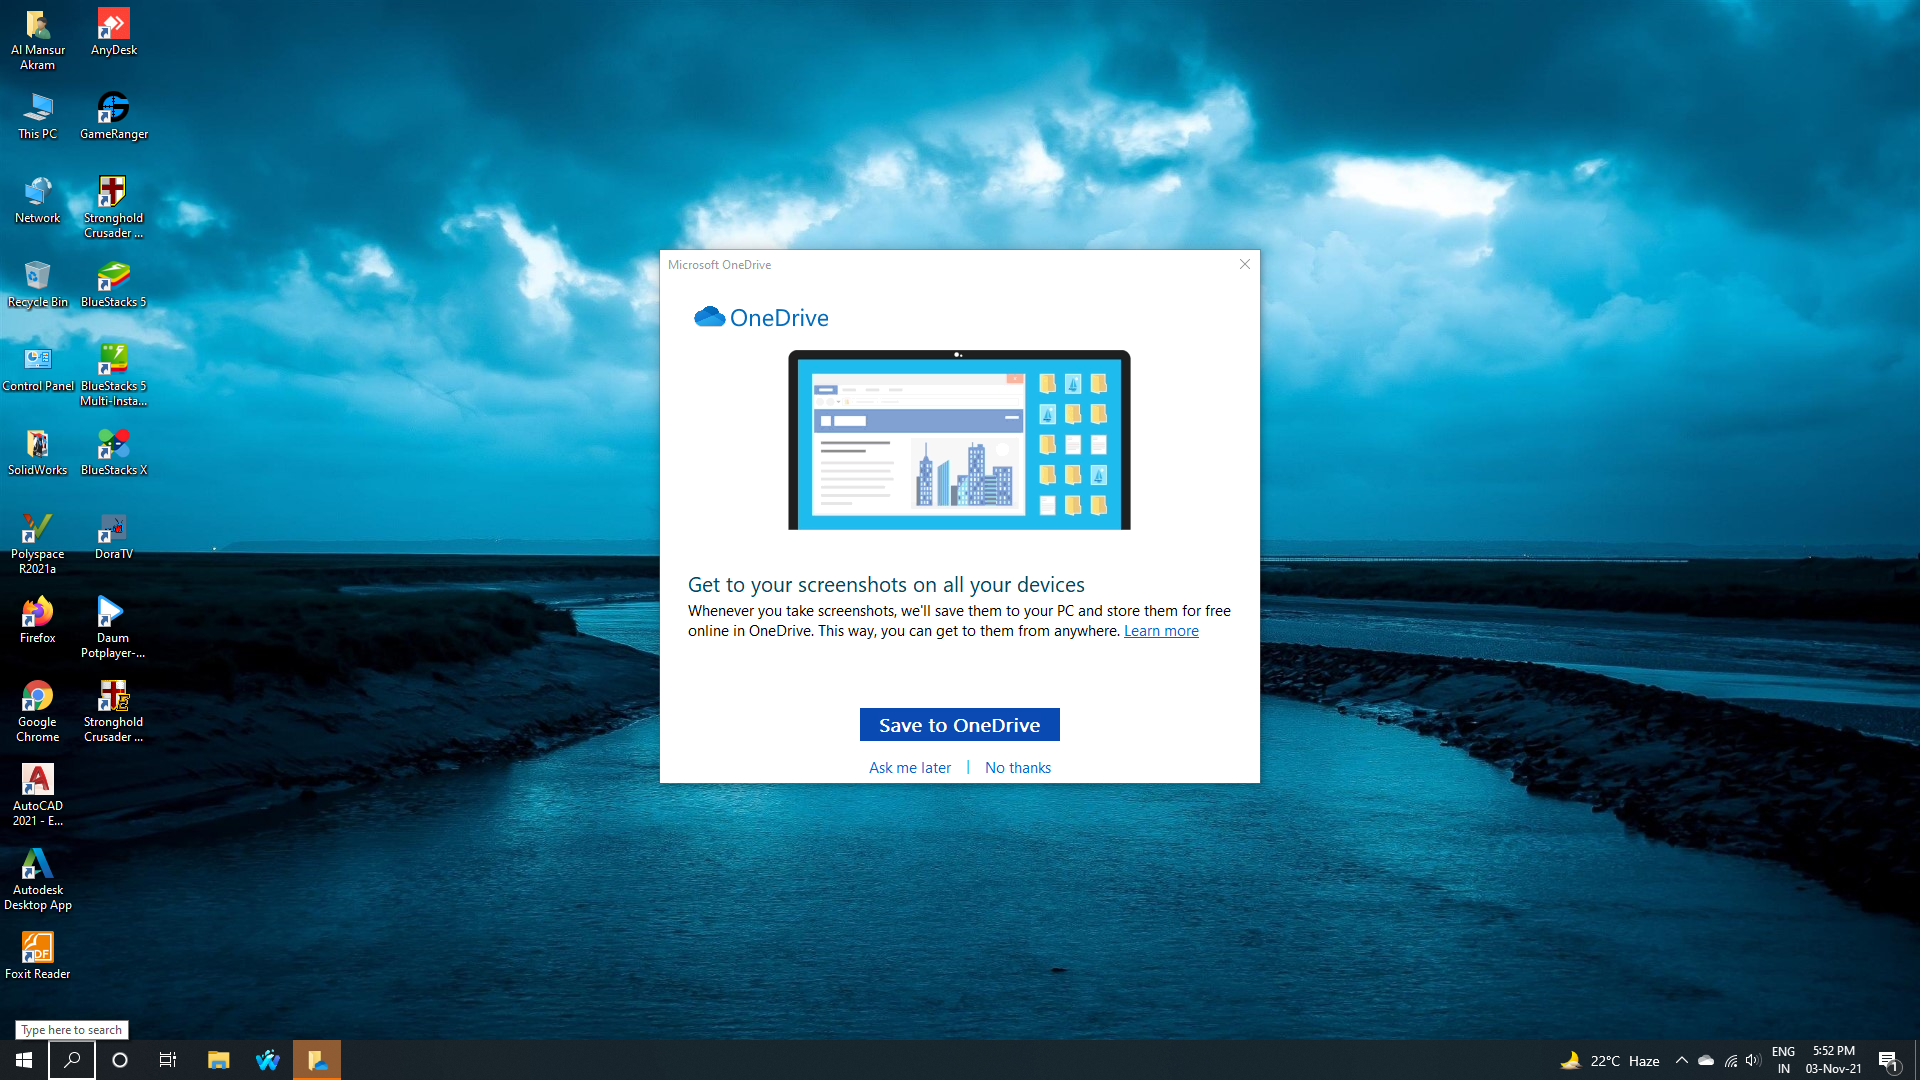 Al Mansur
Akram
AnyDesk
This PC
GameRanger
Network
Stronghold
Crusader ...
Recycle Bin
BlueStacks 5
Control Panel
BlueStacks 5
Multi-Insta...
SolidWorks
BlueStacks X
Polyspace
R2021a
DoraTV
Firefox
Daum
Potplayer-...
Google
Chrome
Stronghold
Crusader ...
AutoCAD
2021 - E...
Autodesk
Desktop App
Foxit Reader
Microsoft OneDrive
OneDrive
Get to your screenshots on all your devices
Whenever you take screenshots, we'll save them to your PC and store them for free
online in OneDrive. This way, you can get to them from anywhere. Learn more
Save to OneDrive
Ask me later | No thanks
Type here to search
22°C Haze
ENG
IN
5:52 PM
03-Nov-21
1